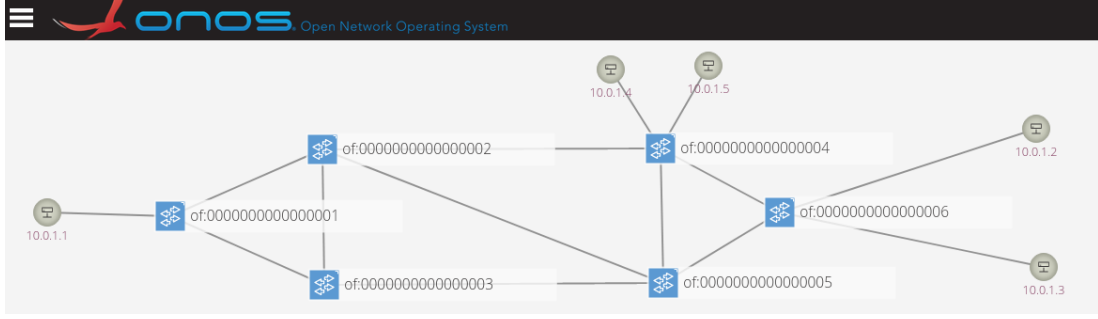 onos. Open Network Operating System
10.0.1.4
10.0.1.5
of:0000000000000002
of:0000000000000004
10.0.1.2
of:0000000000000001
of:0000000000000006
10.0.1.1
of:0000000000000003
of:0000000000000005
10.0.1.3